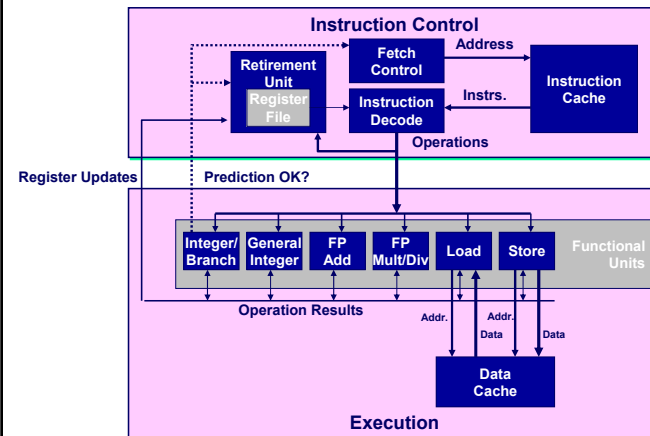 Instruction Control
Retirement
Unit
Register
File
Fetch
Control
Address
Instruction
Cache
Instruction
Decode
Instrs.
Operations
Register Updates
Prediction OK?
Integer/
Branch
General
Integer
FP
Add
FP
Mult/Div
Load
Store
Functional
Units
Operation Results
Addr.
Data
Addr.
Data
Data
Cache
Execution